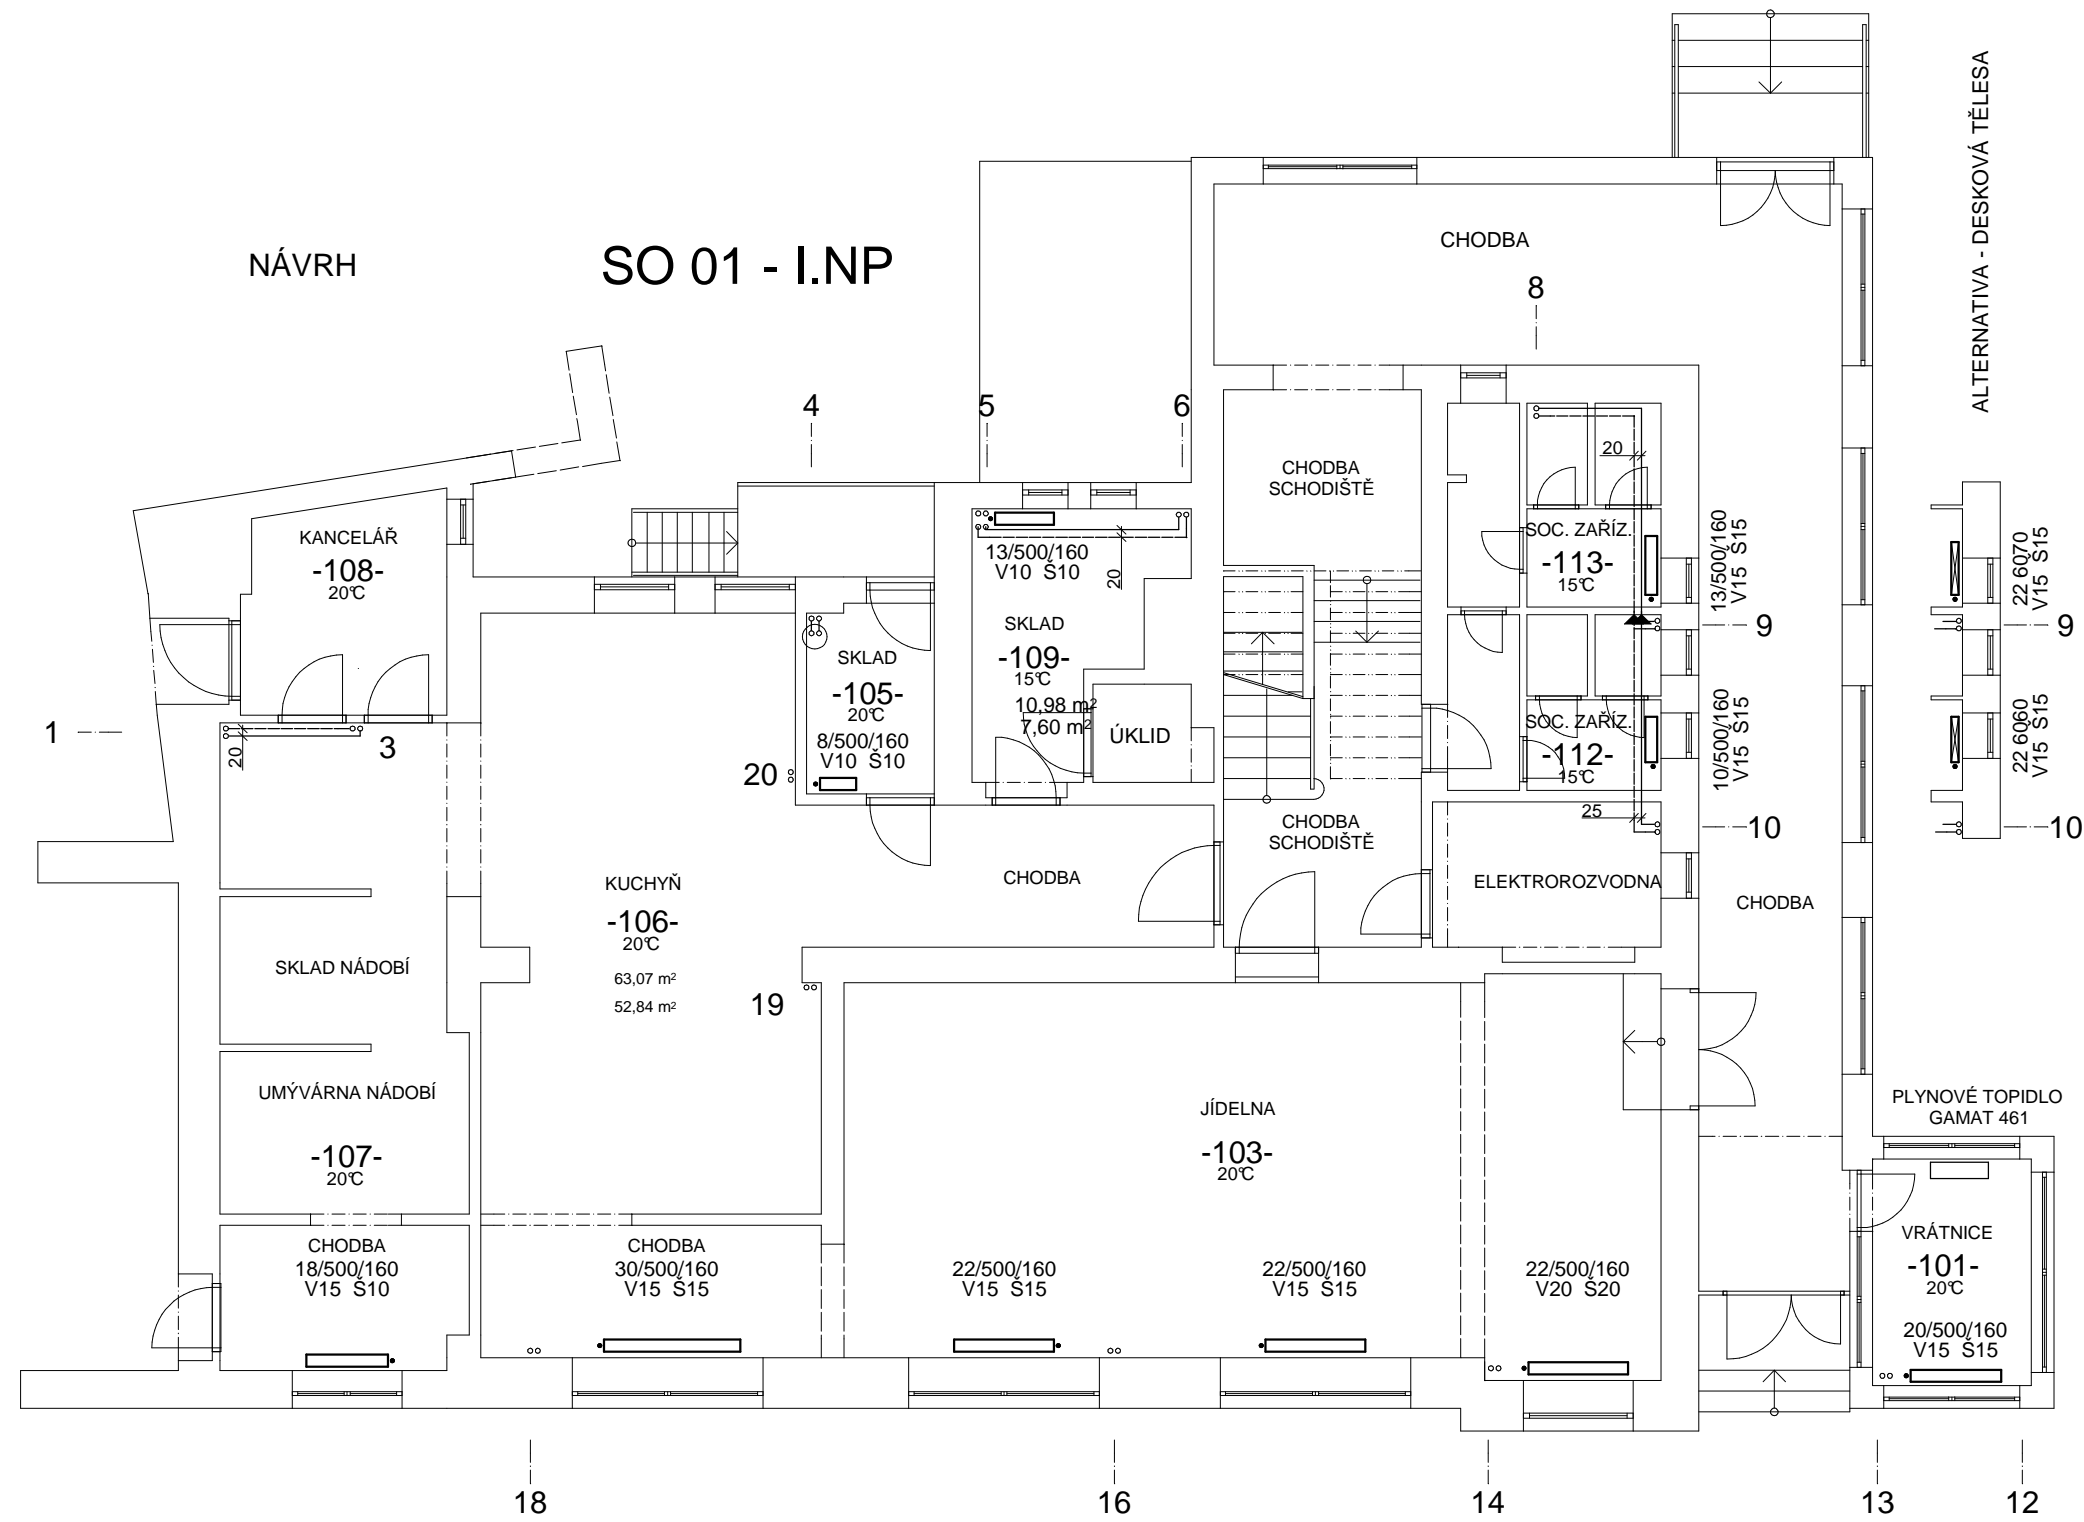 NÁVRH
SO 01 - I.NP
ALTERNATIVA - DESKOVÁ TĚLESA
CHODBA
8
4
5
6
KANCELÁŘ
-108-
20°C
CHODBA
SCHODIŠTĚ
20
SOC. ZAŘÍZ.
-113-
15°C
13/500/160
V15 Š15
22 6070
V15 Š15
9
9
13/500/160
V10 Š10
20
SKLAD
-109-
15°C
10,98 m²
7,60 m²
ÚKLID
SKLAD
-105-
20°C
8/500/160
V10 Š10
1
20
3
20
SOC. ZAŘÍZ.
-112-
15°C
10/500/160
V15 Š15
22 6060
V15 Š15
25
10
10
CHODBA
SCHODIŠTĚ
ELEKTROROZVODNA
CHODBA
CHODBA
KUCHYŇ
-106-
20°C
63,07 m²
52,84 m²
19
SKLAD NÁDOBÍ
UMÝVÁRNA NÁDOBÍ
-107-
20°C
JÍDELNA
-103-
20°C
PLYNOVÉ TOPIDLO
GAMAT 461
VRÁTNICE
-101-
20°C
20/500/160
V15 Š15
CHODBA
18/500/160
V15 Š10
CHODBA
30/500/160
V15 Š15
22/500/160
V15 Š15
22/500/160
V15 Š15
22/500/160
V20 Š20
18
16
14
13
12